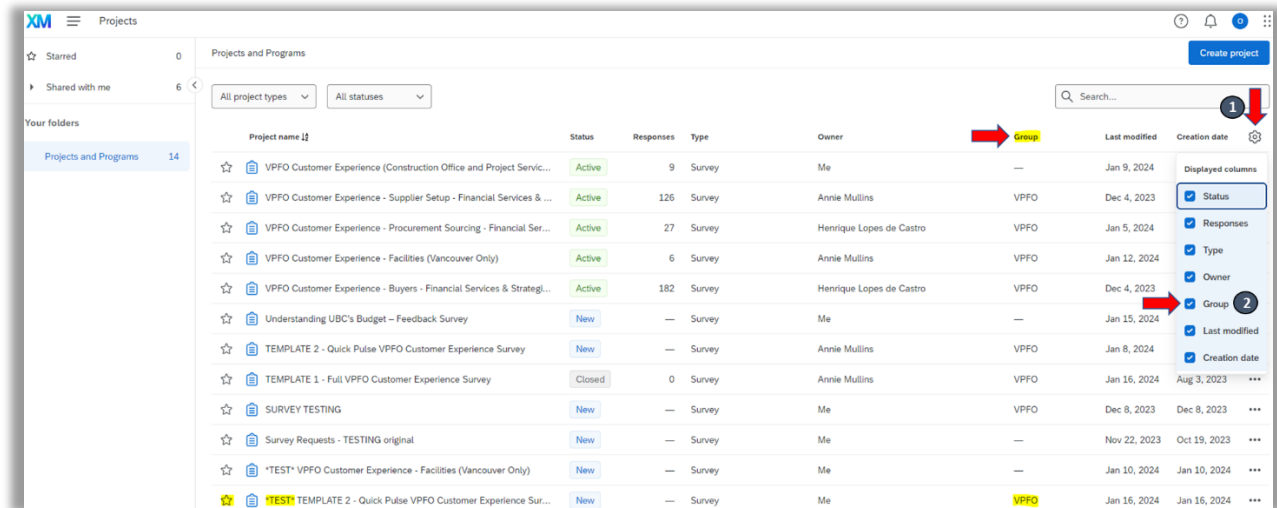 XM Projects
Starred 0
Shared with me 6
Your folders
Projects and Programs 14
Projects and Programs
Create project
All project types
All statuses
Search...
1
Project name Status Responses Type Owner Group Last modified Creation date
VPFO Customer Experience (Construction Office and Project Servic... Active 9 Survey Me — Jan 9, 2024
VPFO Customer Experience - Supplier Setup - Financial Services & ... Active 126 Survey Annie Mullins VPFO Dec 4, 2023
VPFO Customer Experience - Procurement Sourcing - Financial Ser... Active 27 Survey Henrique Lopes de Castro VPFO Jan 5, 2024
VPFO Customer Experience - Facilities (Vancouver Only) Active 6 Survey Annie Mullins VPFO Jan 12, 2024
VPFO Customer Experience - Buyers - Financial Services & Strategi... Active 182 Survey Henrique Lopes de Castro VPFO Dec 4, 2023
Understanding UBC's Budget – Feedback Survey New — Survey Me — Jan 15, 2024
TEMPLATE 2 - Quick Pulse VPFO Customer Experience Survey New — Survey Annie Mullins VPFO Jan 8, 2024
TEMPLATE 1 - Full VPFO Customer Experience Survey Closed 0 Survey Annie Mullins VPFO Jan 16, 2024 Aug 3, 2023 •••
SURVEY TESTING New — Survey Me VPFO Dec 8, 2023 Dec 8, 2023 •••
Survey Requests - TESTING original New — Survey Me — Nov 22, 2023 Oct 19, 2023 •••
*TEST* VPFO Customer Experience - Facilities (Vancouver Only) New — Survey Me — Jan 10, 2024 Jan 10, 2024 •••
*TEST* TEMPLATE 2 - Quick Pulse VPFO Customer Experience Sur... New — Survey Me VPFO Jan 16, 2024 Jan 16, 2024 •••
Displayed columns
Status
Responses
Type
Owner
Group 2
Last modified
Creation date